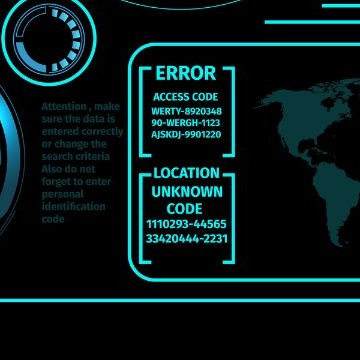 Attention , make
sure the data is
entered correctly
or change the
search criteria
Also do not
forget to enter
personal
identification
code
ERROR
ACCESS CODE
WERTY-8920348
90-WERGH-1123
AJSKDJ-9901220
LOCATION
UNKNOWN
CODE
1110293-44565
33420444-2231